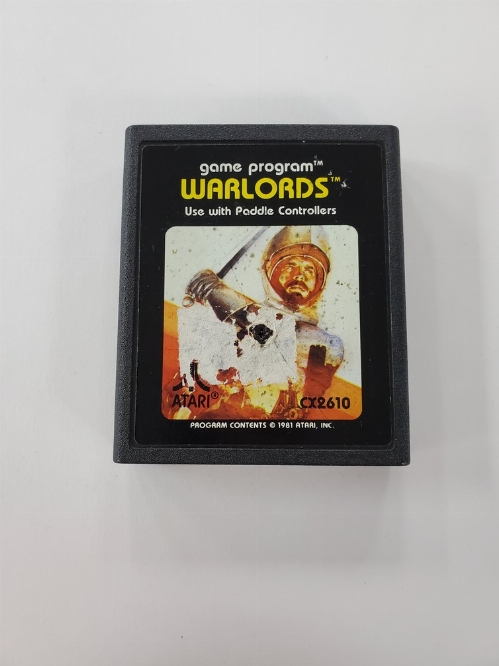 game program™
WARLORDS™
Use with Paddle Controllers
ATARI®
CX2610
PROGRAM CONTENTS © 1981 ATARI, INC.